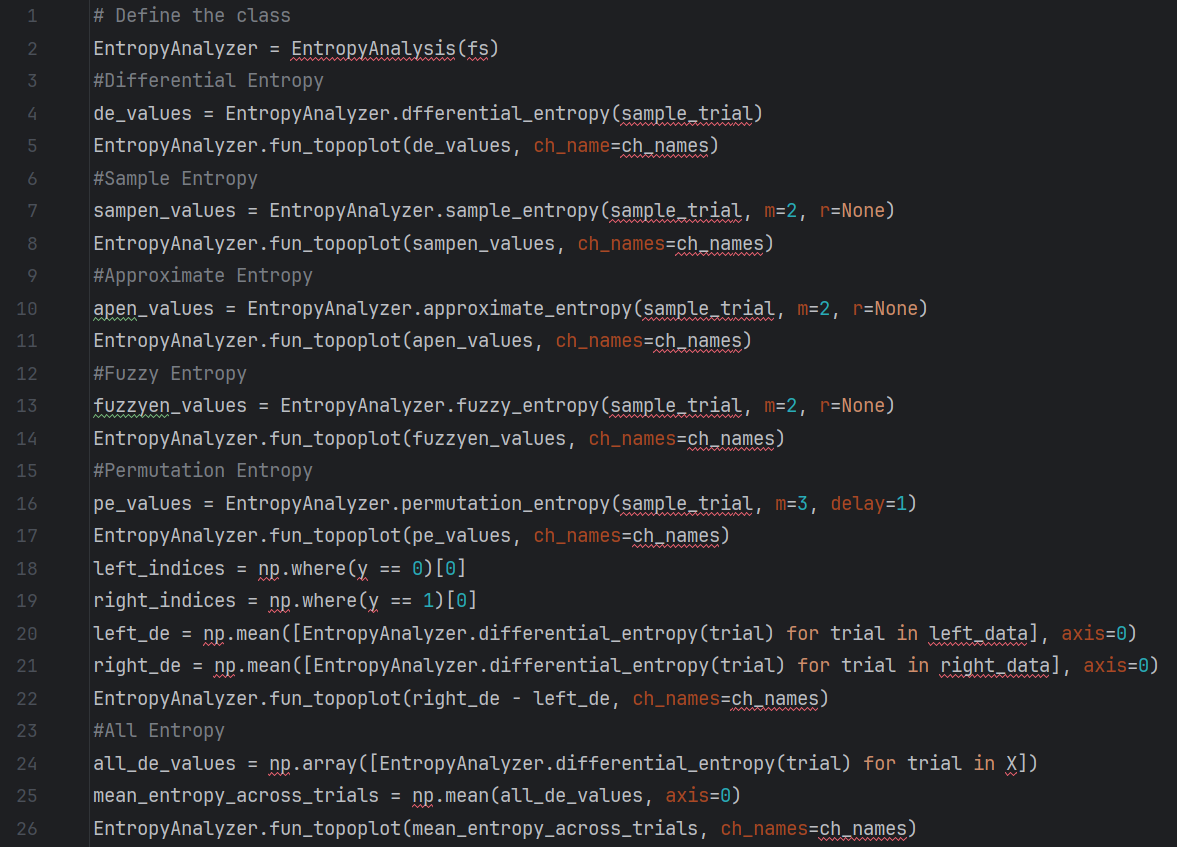 1 # Define the class
2 EntropyAnalyzer = EntropyAnalysis(fs)
3 #Differential Entropy
4 de_values = EntropyAnalyzer.dfferential_entropy(sample_trial)
5 EntropyAnalyzer.fun_topoplot(de_values, ch_name=ch_names)
6 #Sample Entropy
7 sampen_values = EntropyAnalyzer.sample_entropy(sample_trial, m=2, r=None)
8 EntropyAnalyzer.fun_topoplot(sampen_values, ch_names=ch_names)
9 #Approximate Entropy
10 apen_values = EntropyAnalyzer.approximate_entropy(sample_trial, m=2, r=None)
11 EntropyAnalyzer.fun_topoplot(apen_values, ch_names=ch_names)
12 #Fuzzy Entropy
13 fuzzyen_values = EntropyAnalyzer.fuzzy_entropy(sample_trial, m=2, r=None)
14 EntropyAnalyzer.fun_topoplot(fuzzyen_values, ch_names=ch_names)
15 #Permutation Entropy
16 pe_values = EntropyAnalyzer.permutation_entropy(sample_trial, m=3, delay=1)
17 EntropyAnalyzer.fun_topoplot(pe_values, ch_names=ch_names)
18 left_indices = np.where(y == 0)[0]
19 right_indices = np.where(y == 1)[0]
20 left_de = np.mean([EntropyAnalyzer.differential_entropy(trial) for trial in left_data], axis=0)
21 right_de = np.mean([EntropyAnalyzer.differential_entropy(trial) for trial in right_data], axis=0)
22 EntropyAnalyzer.fun_topoplot(right_de - left_de, ch_names=ch_names)
23 #All Entropy
24 all_de_values = np.array([EntropyAnalyzer.differential_entropy(trial) for trial in X])
25 mean_entropy_across_trials = np.mean(all_de_values, axis=0)
26 EntropyAnalyzer.fun_topoplot(mean_entropy_across_trials, ch_names=ch_names)